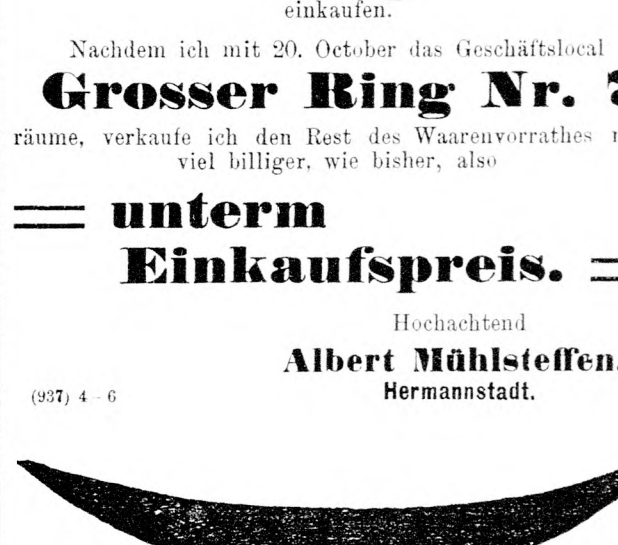 einkaufen.
Nachdem ich mit 20. October das Geschäftslocal
Grosser Ring Nr.
räume, verkaufe ich den Rest des Waarenvorrathes
viel billiger, wie bisher, also
unterm
Einkaufspreis.
Hochachtend
Albert Mühlsteffen.
Hermannstadt.
(937) 4 – 6